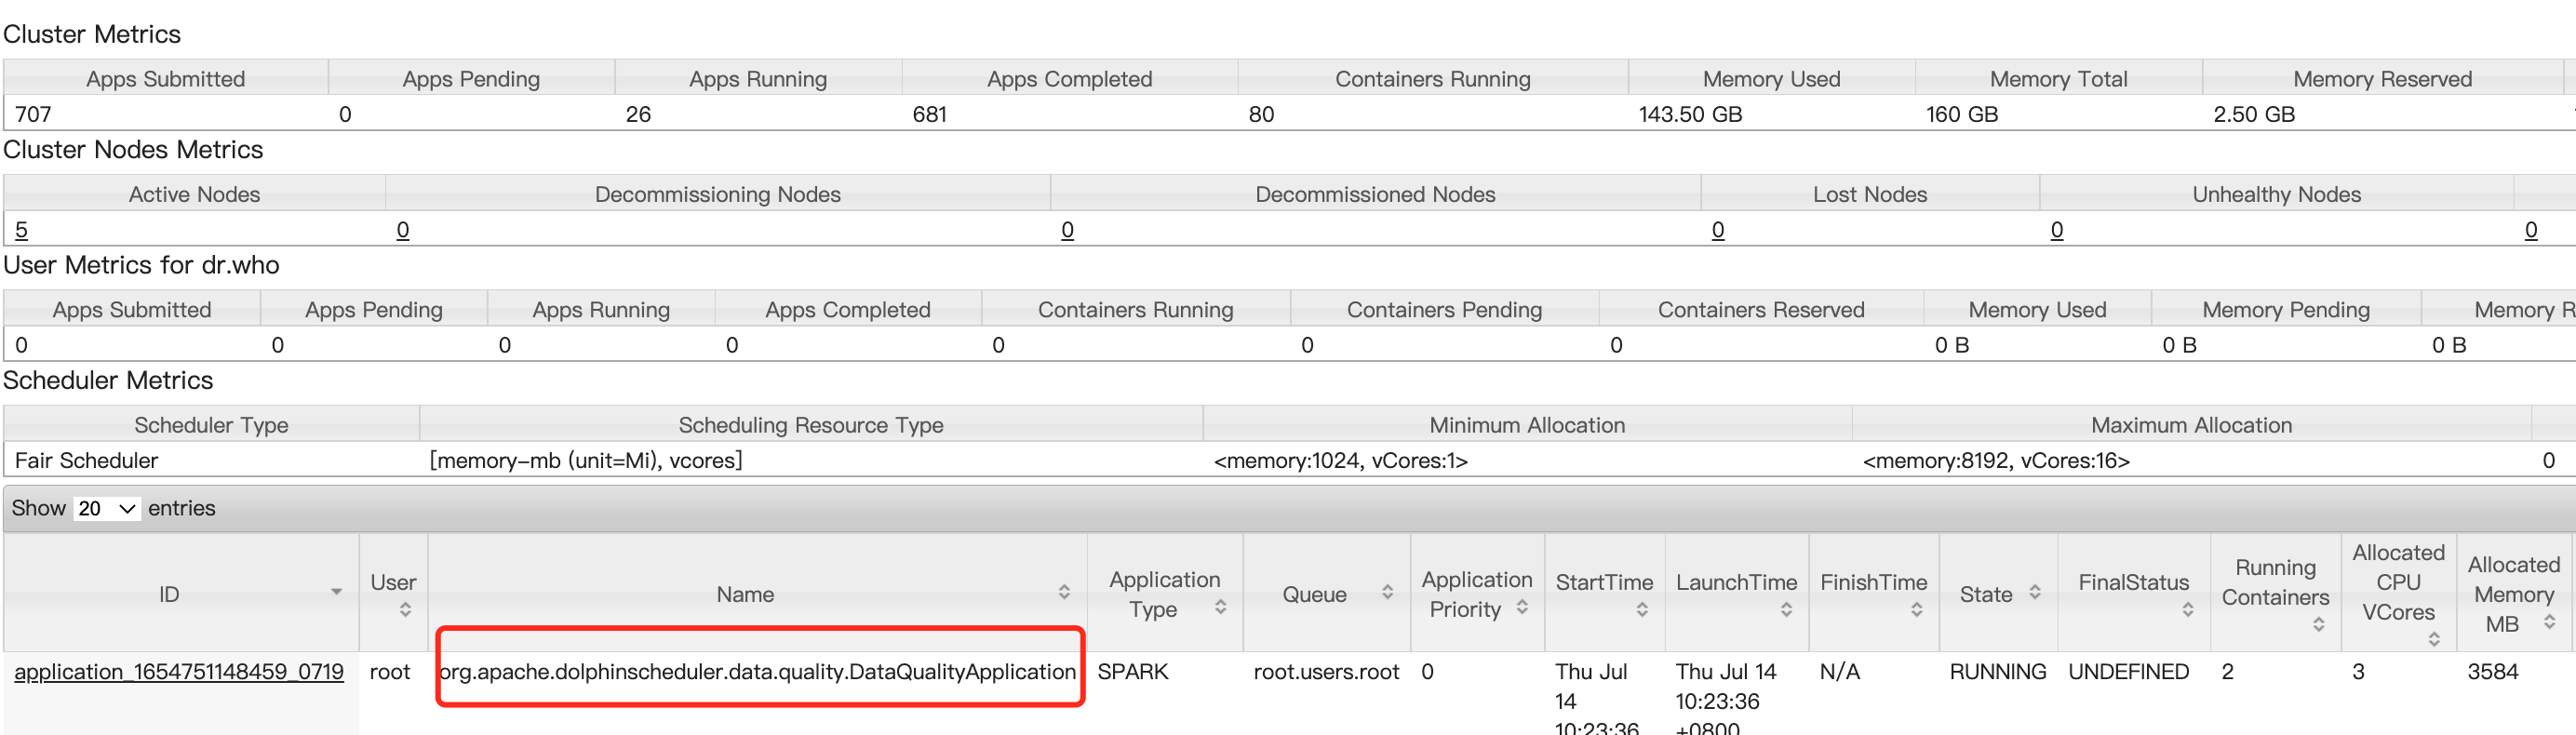 Cluster Metrics
Apps Submitted Apps Pending Apps Running Apps Completed Containers Running Memory Used Memory Total Memory Reserved
707 0 26 681 80 143.50 GB 160 GB 2.50 GB
Cluster Nodes Metrics
Active Nodes Decommissioning Nodes Decommissioned Nodes Lost Nodes Unhealthy Nodes
5 0 0 0 0 0
User Metrics for dr.who
Apps Submitted Apps Pending Apps Running Apps Completed Containers Running Containers Pending Containers Reserved Memory Used Memory Pending Memory R
0 0 0 0 0 0 0 0 B 0 B 0 B
Scheduler Metrics
Scheduler Type Scheduling Resource Type Minimum Allocation Maximum Allocation
Fair Scheduler [memory-mb (unit=Mi), vcores] <memory:1024, vCores:1> <memory:8192, vCores:16> 0
Show 20 entries
ID User Name Application Type Queue Application Priority StartTime LaunchTime FinishTime State FinalStatus Running Containers Allocated CPU VCores Allocated Memory MB
application_1654751148459_0719 root org.apache.dolphinscheduler.data.quality.DataQualityApplication SPARK root.users.root 0 Thu Jul 14 10:23:36 Thu Jul 14 10:23:36 +0800 N/A RUNNING UNDEFINED 2 3 3584